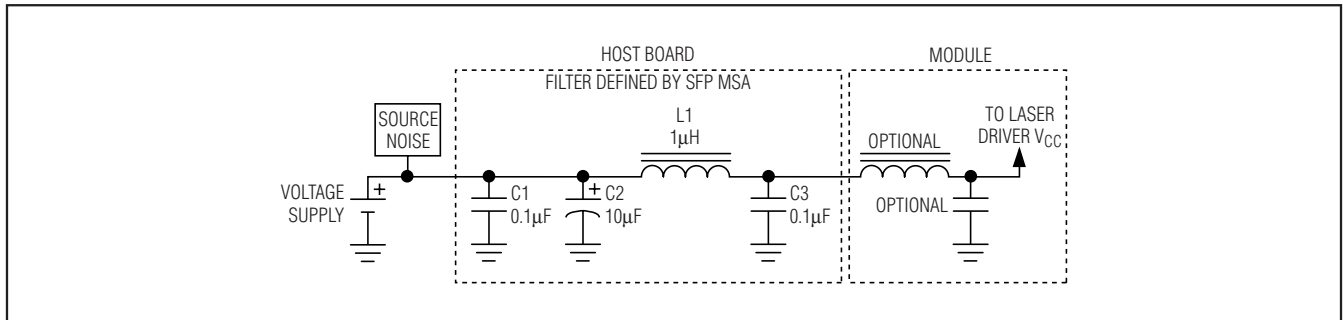 HOST BOARD
MODULE
FILTER DEFINED BY SFP MSA
SOURCE
NOISE
L1
1μH
OPTIONAL
TO LASER
DRIVER VCC
VOLTAGE
SUPPLY
+
C1
0.1μF
+
C2
10μF
C3
0.1μF
OPTIONAL